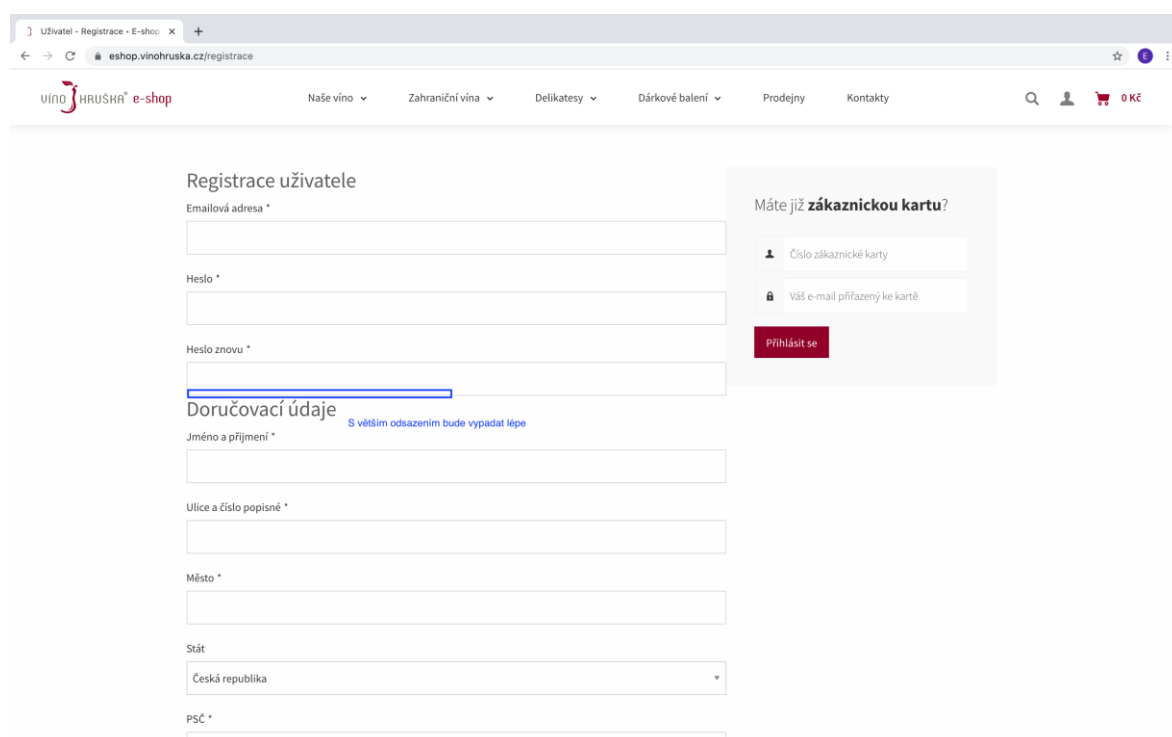 Uživatel - Registrace • E-shop
eshop.vinohruska.cz/registrace
E
víno HRUŠKA® e-shop
Naše víno
Zahraniční vína
Delikatesy
Dárkové balení
Prodejny
Kontakty
0 Kč
Registrace uživatele
Emailová adresa *
Heslo *
Heslo znovu *
Máte již zákaznickou kartu?
Číslo zákaznické karty
Váš e-mail přiřazený ke kartě
Přihlásit se
Doručovací údaje
S větším odsazením bude vypadat lépe
Jméno a přijmení *
Ulice a číslo popisné *
Město *
Stát
Česká republika
PSČ *